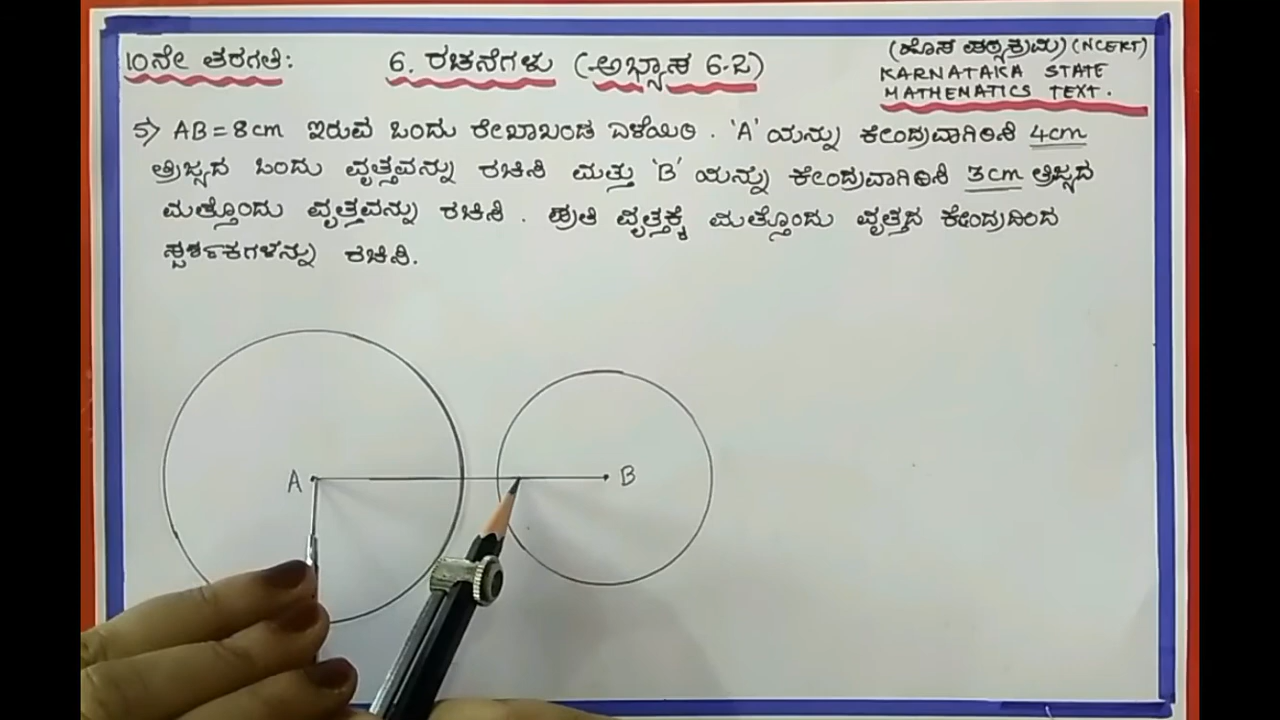 10ನೇ ತರಗತಿ:
6. ರಚನೆಗಳು (ಅಭ್ಯಾಸ 6.2)
(ಹೊಸ ಪಠ್ಯಕ್ರಮ) (NCERT)
KARNATAKA STATE
MATHENATICS TEXT.
5) AB = 8cm ಇರುವ ಒಂದು ರೇಖಾಖಂಡ ಎಳೆಯಿರಿ. 'A' ಯನ್ನು ಕೇಂದ್ರವಾಗಿರಿಸಿ 4cm
ತ್ರಿಜ್ಯದ ಒಂದು ವೃತ್ತವನ್ನು ರಚಿಸಿ ಮತ್ತು 'B' ಯನ್ನು ಕೇಂದ್ರವಾಗಿರಿಸಿ 3cm ತ್ರಿಜ್ಯದ
ಮತ್ತೊಂದು ವೃತ್ತವನ್ನು ರಚಿಸಿ. ಪ್ರತಿ ವೃತ್ತಕ್ಕೆ ಮತ್ತೊಂದು ವೃತ್ತದ ಕೇಂದ್ರದಿಂದ
ಸ್ಪರ್ಶಕಗಳನ್ನು ರಚಿಸಿ.
A B